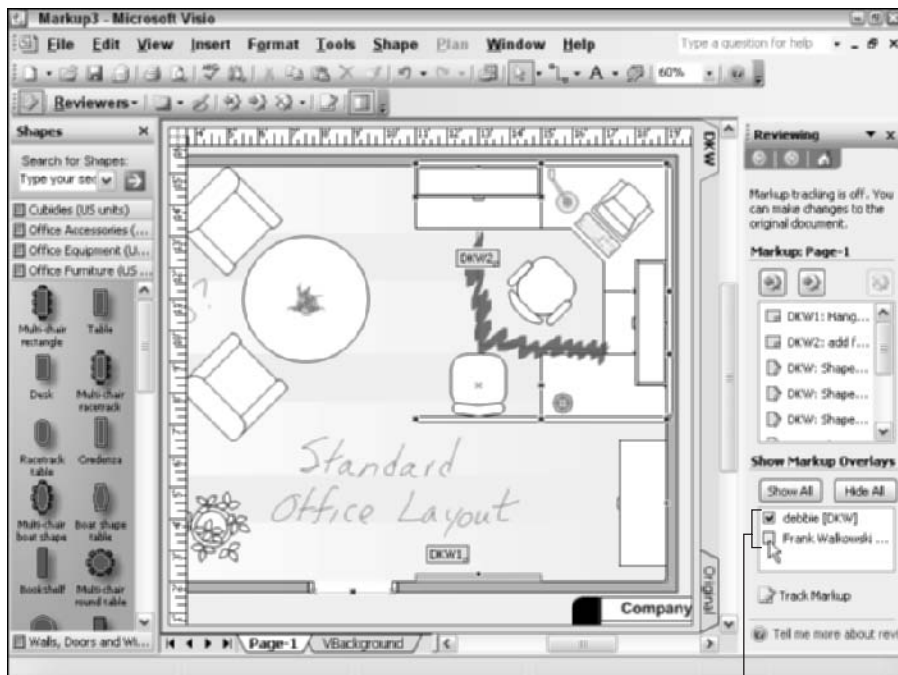 Markup3 - Microsoft Visio
File Edit View Insert Format Tools Shape Plan Window Help Type a question for help
60%
Reviewers
Shapes
Search for Shapes:
Type your sea
Cubicles (US units)
Office Accessories (...
Office Equipment (U...
Office Furniture (US ...
Multi-chair rectangle
Table
Desk
Multi-chair racetrack
Racetrack table
Credenza
Multi-chair boat shape
Boat shape table
Bookshelf
Multi-chair round table
Walls, Doors and Wi...
DKW2
Standard
Office Layout
DKW1
Company
DKW
Original
Page-1 VBackground
Reviewing
Markup tracking is off. You
can make changes to the
original document.
Markup: Page-1
DKW1: Hang...
DKW2: add f...
DKW: Shape...
DKW: Shape...
DKW: Shape...
Show Markup Overlays
Show All Hide All
debbie [DKW]
Frank Walkowski ...
Track Markup
Tell me more about revi